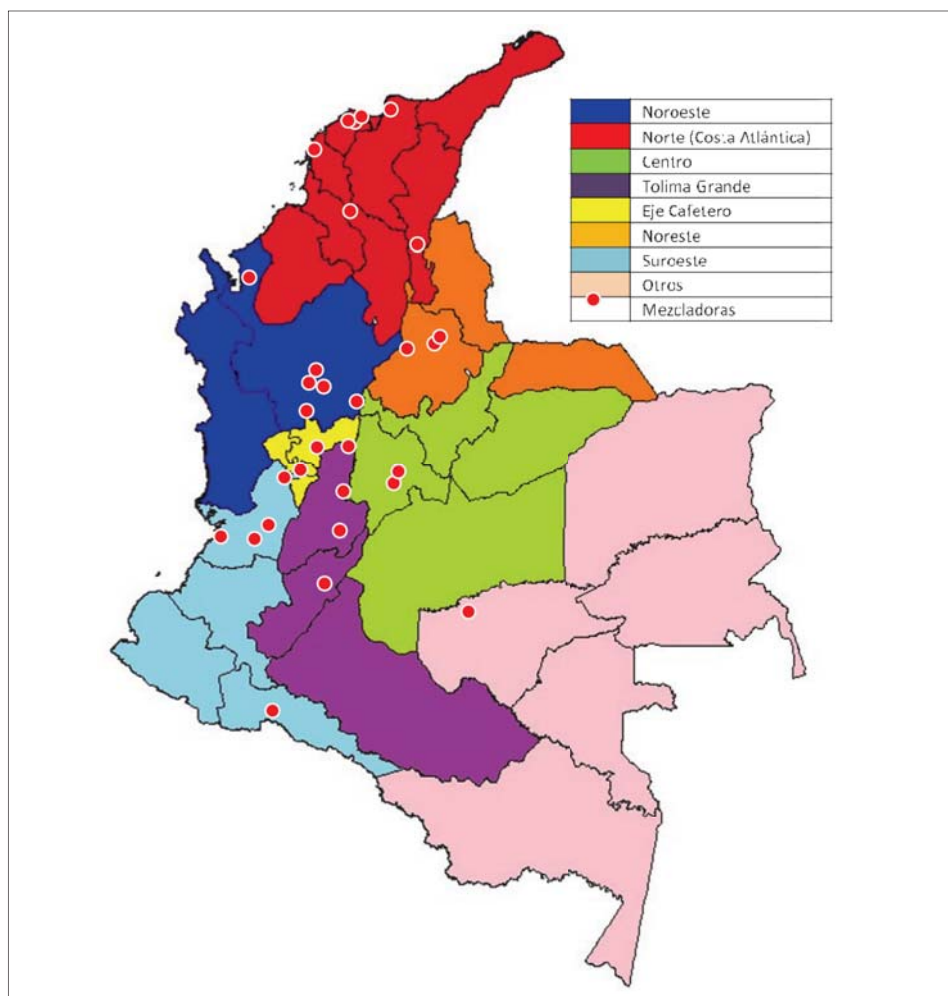 Noroeste
Norte (Costa Atlántica)
Centro
Tolima Grande
Eje Cafetero
Noreste
Suroeste
Otros
Mezcladoras